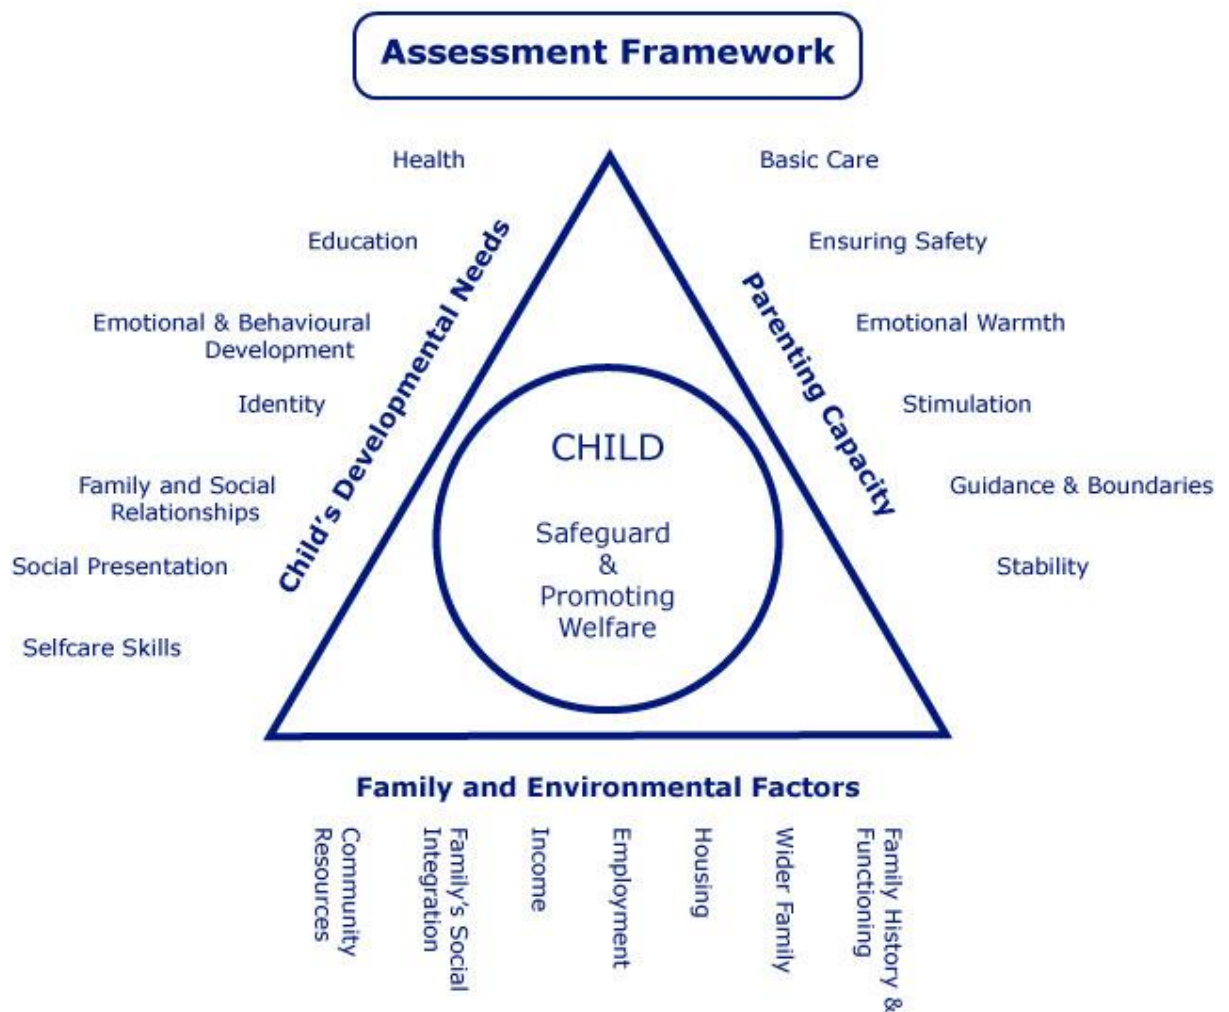 Assessment Framework
Health
Education
Emotional & Behavioural
Development
Identity
Family and Social
Relationships
Social Presentation
Selfcare Skills
Child's Developmental Needs
CHILD
Safeguard
&
Promoting
Welfare
Parenting Capacity
Basic Care
Ensuring Safety
Emotional Warmth
Stimulation
Guidance & Boundaries
Stability
Family and Environmental Factors
Community
Resources
Family's Social
Integration
Income
Employment
Housing
Wider Family
Family History &
Functioning